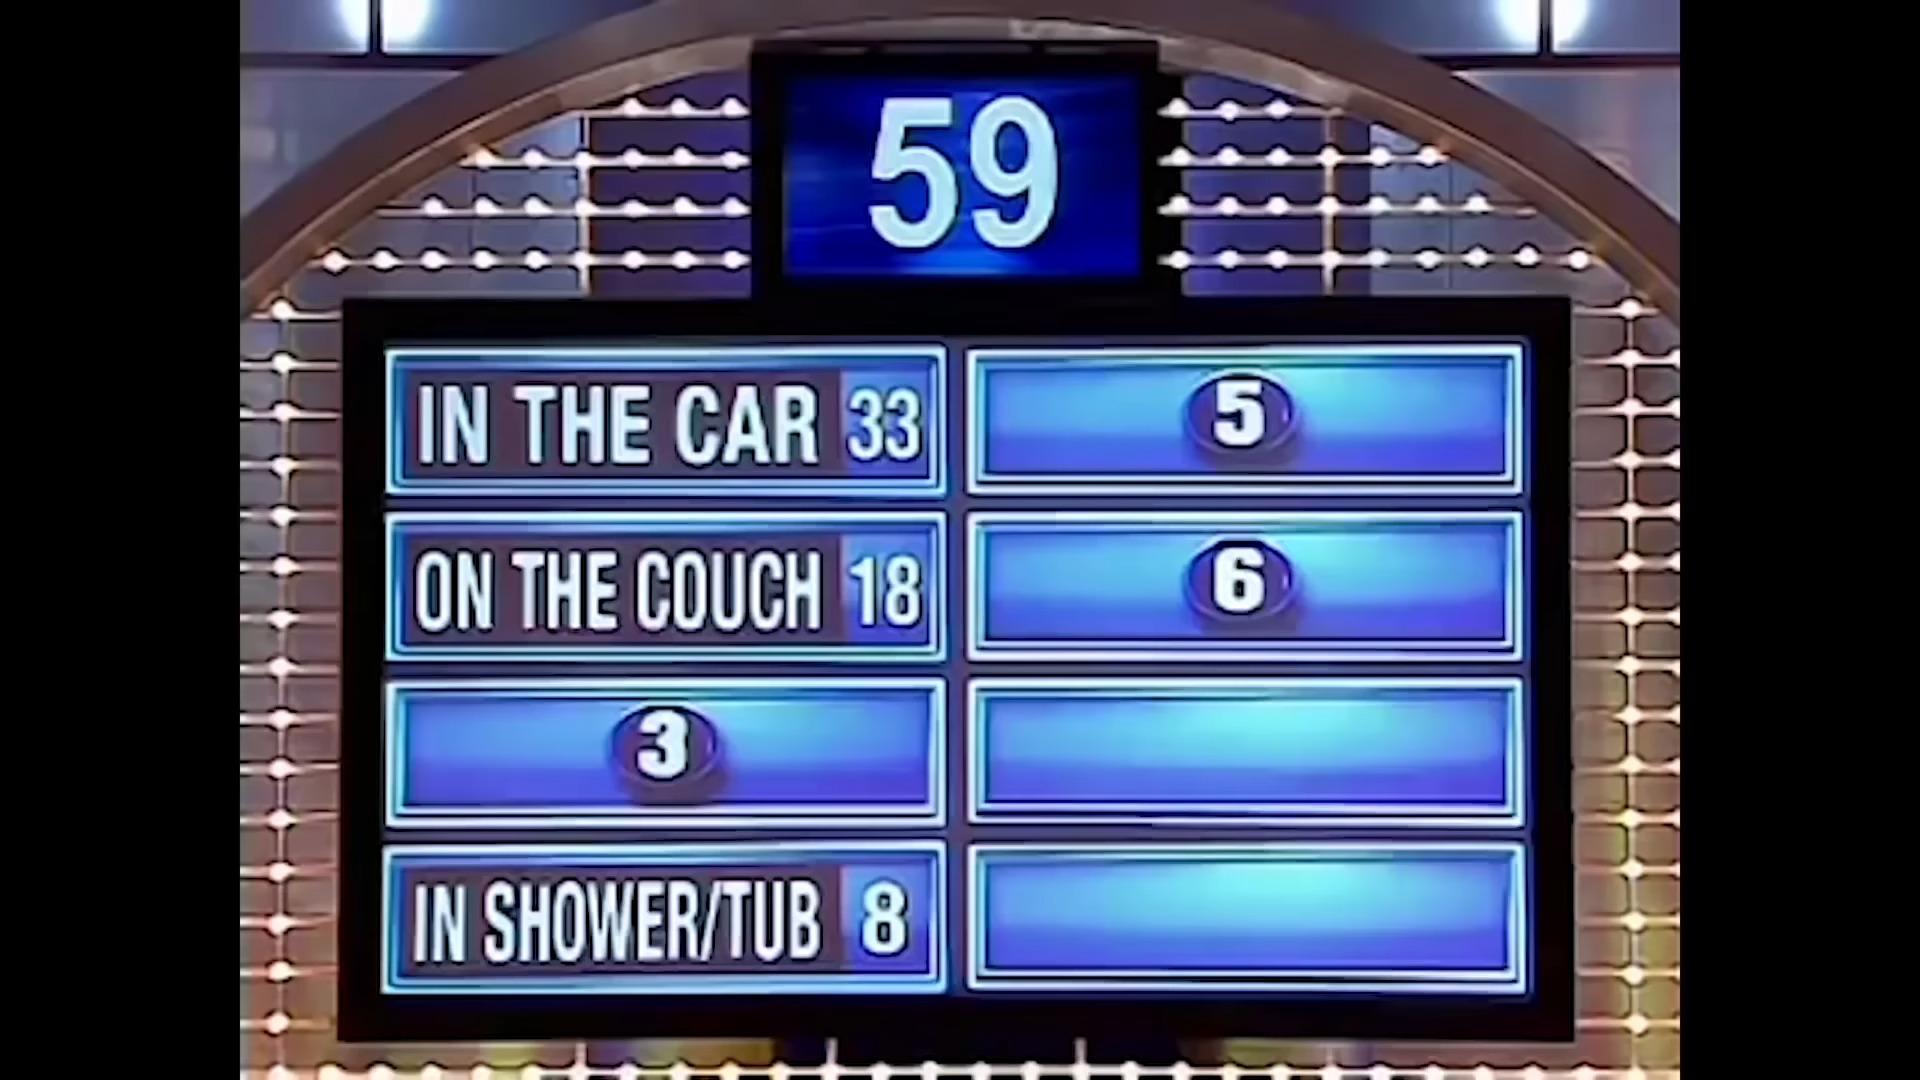 59
IN THE CAR 33
ON THE COUCH 18
3
IN SHOWER/TUB 8
5
6